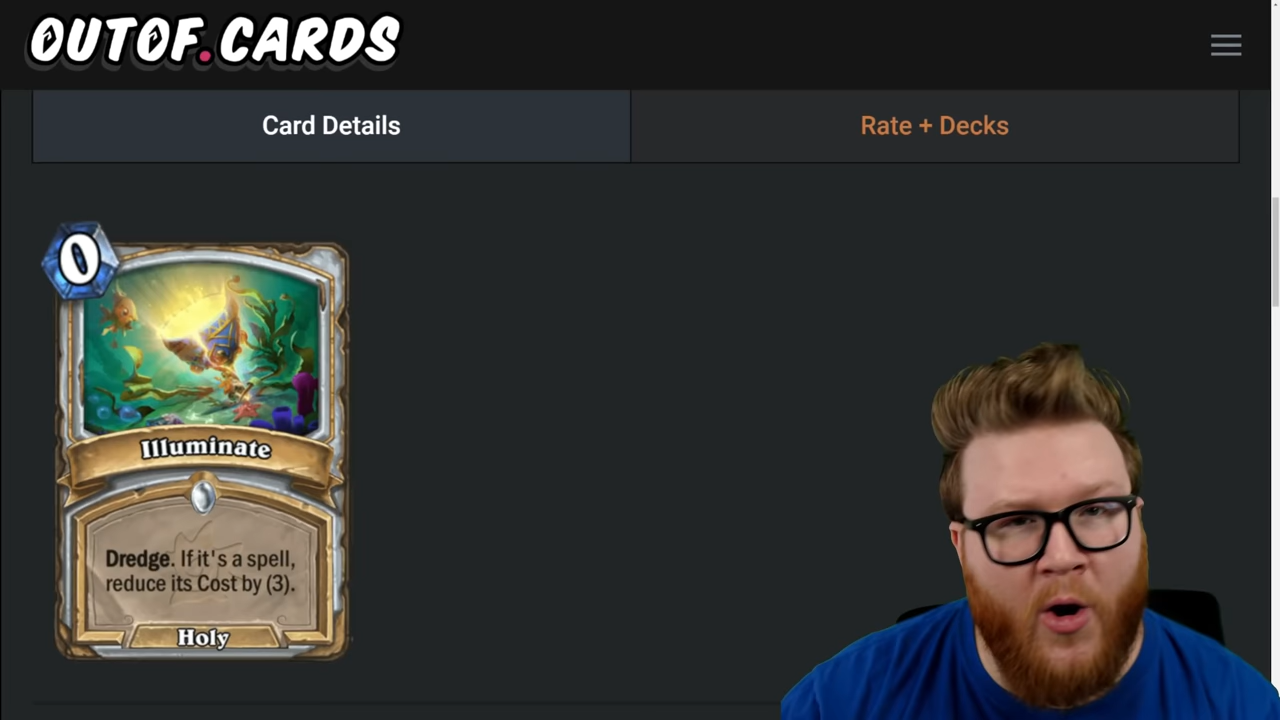 OUTOF.CARDS
Card Details
Rate + Decks
0
Illuminate
Dredge. If it's a spell,
reduce its Cost by (3).
Holy